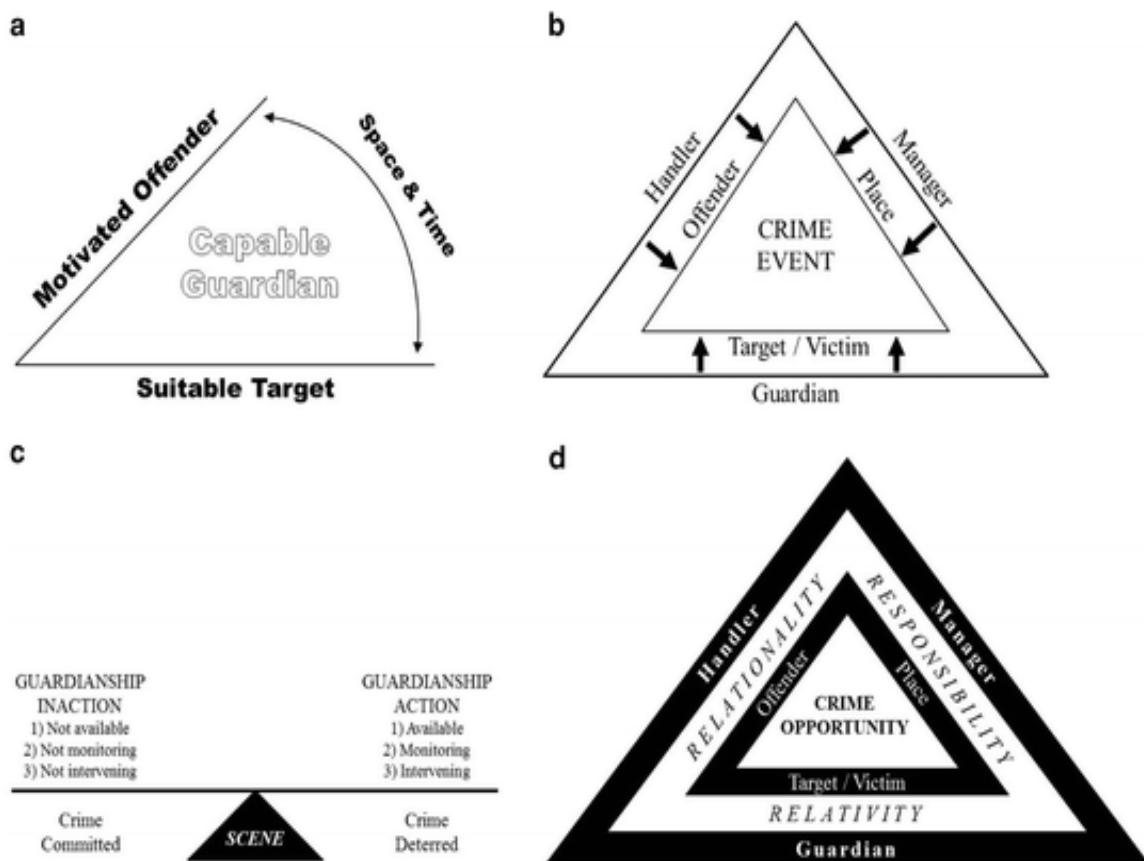 a
Motivated Offender
Space & Time
Capable
Guardian
Suitable Target
b
Handler
Manager
Offender
Place
CRIME
EVENT
Target / Victim
Guardian
c
GUARDIANSHIP
INACTION
1) Not available
2) Not monitoring
3) Not intervening
GUARDIANSHIP
ACTION
1) Available
2) Monitoring
3) Intervening
Crime
Committed
SCENE
Crime
Deterred
d
Handler
Manager
RELATIONALITY
RESPONSIBILITY
Offender
Place
CRIME
OPPORTUNITY
Target / Victim
RELATIVITY
Guardian